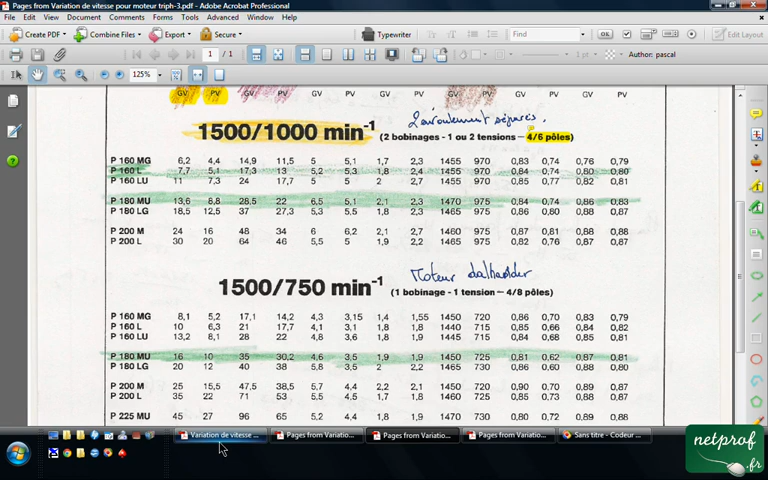 Pages from Variation de vitesse pour moteur triph-3.pdf - Adobe Acrobat Professional
File Edit View Document Comments Forms Tools Advanced Window Help
Create PDF Combine Files Export Secure Typewriter Find Edit Layout
1 / 1 Author: pascal
125%
GV PV GV PV GV PV GV PV GV PV GV PV GV PV
2 enroulement séparés.
1500/1000 min-1 (2 bobinages - 1 ou 2 tensions – 4/6 pôles)
P 160 MG 6,2 4,4 14,9 11,5 5 5,1 1,7 2,3 1455 970 0,83 0,74 0,76 0,79
P 160 L 7,7 5,1 17,3 13 5,2 5,3 1,8 2,4 1455 970 0,84 0,74 0,80 0,80
P 160 LU 11 7,3 24 17,7 5 5 2 2,7 1455 970 0,85 0,77 0,82 0,81
P 180 MU 13,6 8,8 28,5 22 6,5 5,1 2,1 2,3 1470 975 0,84 0,74 0,86 0,83
P 180 LG 18,5 12,5 37 27,3 5,5 5,5 1,8 2,3 1465 975 0,86 0,80 0,88 0,87
P 200 M 24 16 48 34 6 6,2 2,1 2,7 1460 975 0,87 0,81 0,88 0,88
P 200 L 30 20 64 46 5,5 5 1,9 2,2 1465 975 0,82 0,76 0,87 0,87
Moteur dalhander
1500/750 min-1 (1 bobinage - 1 tension – 4/8 pôles)
P 160 MG 8,1 5,2 17,1 14,2 4,3 3,15 1,4 1,55 1450 720 0,86 0,70 0,83 0,79
P 160 L 10 6,3 21 17,7 4,1 3,1 1,8 1,8 1440 715 0,85 0,66 0,84 0,82
P 160 LU 13,2 8,1 28 22 4,8 3,6 1,8 1,9 1445 715 0,84 0,68 0,85 0,81
P 180 MU 16 10 35 30,2 4,6 3,5 1,9 1,9 1450 725 0,81 0,62 0,87 0,81
P 180 LG 20 12 40 38 5,8 3,5 2 2,2 1460 730 0,86 0,60 0,88 0,80
P 200 M 25 15,5 47,5 38,5 5,7 4,4 2,2 2,1 1450 720 0,90 0,70 0,89 0,87
P 200 L 35 22 71 53 5,5 4,5 1,7 1,8 1460 725 0,85 0,73 0,88 0,87
P 225 MU 45 27 96 65 5,2 4,4 1,8 1,9 1470 730 0,80 0,72 0,89 0,88
Variation de vitesse ... Pages from Variatio... Pages from Variatio... Pages from Variatio... Sans titre - Codeur ...
netprof
.fr